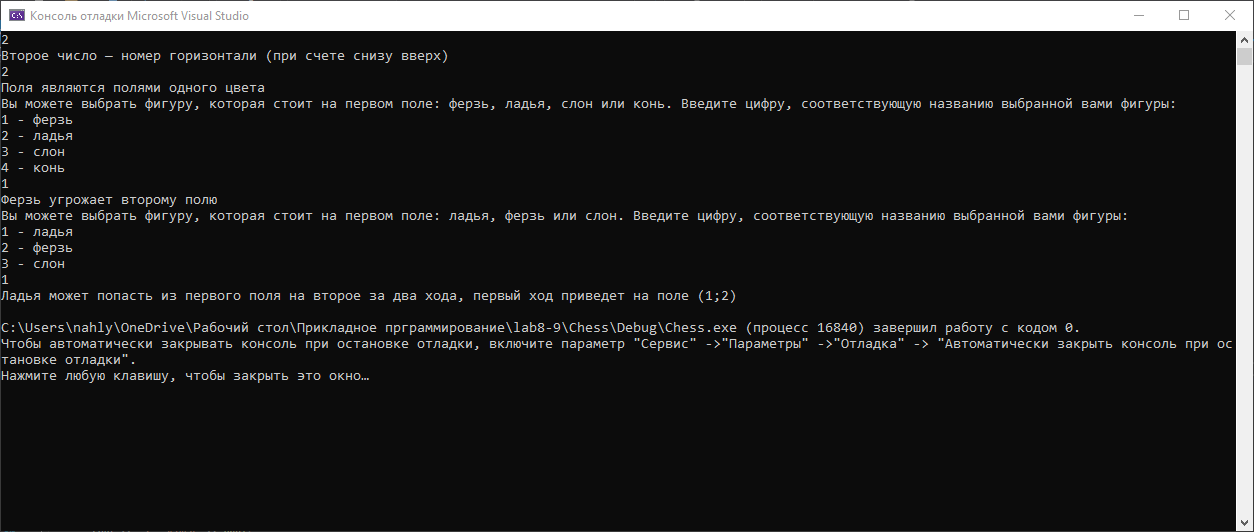 Консоль отладки Microsoft Visual Studio
2
Второе число — номер горизонтали (при счете снизу вверх)
2
Поля являются полями одного цвета
Вы можете выбрать фигуру, которая стоит на первом поле: ферзь, ладья, слон или конь. Введите цифру, соответствующую названию выбранной вами фигуры:
1 - ферзь
2 - ладья
3 - слон
4 - конь
1
Ферзь угрожает второму полю
Вы можете выбрать фигуру, которая стоит на первом поле: ладья, ферзь или слон. Введите цифру, соответствующую названию выбранной вами фигуры:
1 - ладья
2 - ферзь
3 - слон
1
Ладья может попасть из первого поля на второе за два хода, первый ход приведет на поле (1;2)
C:\Users\nahly\OneDrive\Рабочий стол\Прикладное прграммирование\lab8-9\Chess\Debug\Chess.exe (процесс 16840) завершил работу с кодом 0.
Чтобы автоматически закрывать консоль при остановке отладки, включите параметр "Сервис" ->"Параметры" ->"Отладка" -> "Автоматически закрыть консоль при ос
тановке отладки".
Нажмите любую клавишу, чтобы закрыть это окно…